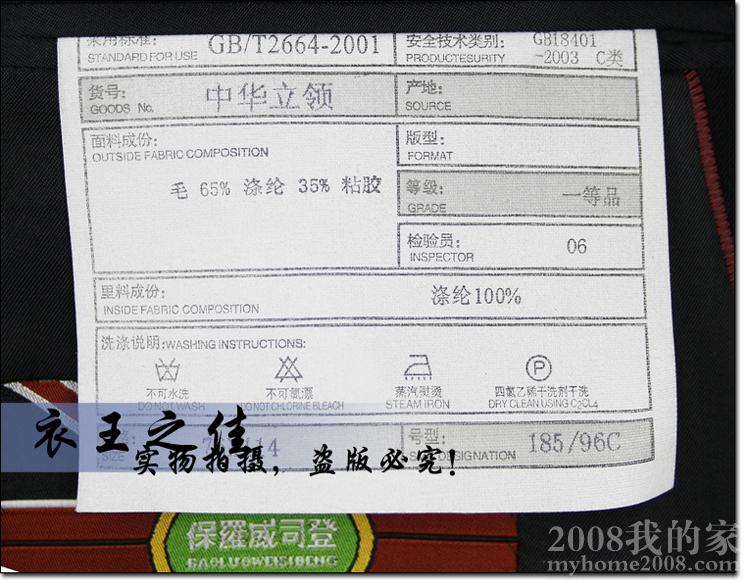 采用标准:
STANDARD FOR USE GB/T2664-2001
安全技术类别: GB18401
PRODUCTESURITY -2003 C类
货号:
GOODS No. 中华立领
产地:
SOURCE
面料成份:
OUTSIDE FABRIC COMPOSITION
毛 65% 涤纶 35% 粘胶
版型:
FORMAT
等级: 一等品
GRADE
检验员: 06
INSPECTOR
里料成份: 涤纶100%
INSIDE FABRIC COMPOSITION
洗涤说明:WASHING INSTRUCTIONS:
不可水洗 不可氯漂 蒸汽熨烫 四氯乙稀干洗剂干洗
DO NOT WASH DO NOT CHLORINE BLEACH STEAM IRON DRY CLEAN USING C2CL4
号型: 185/96C
SIZE DESIGNATION
衣王之佳
实物拍摄，盗版必究!
保羅威司登
BAOLUOWEISIDENG
2008我的家
myhome2008.com